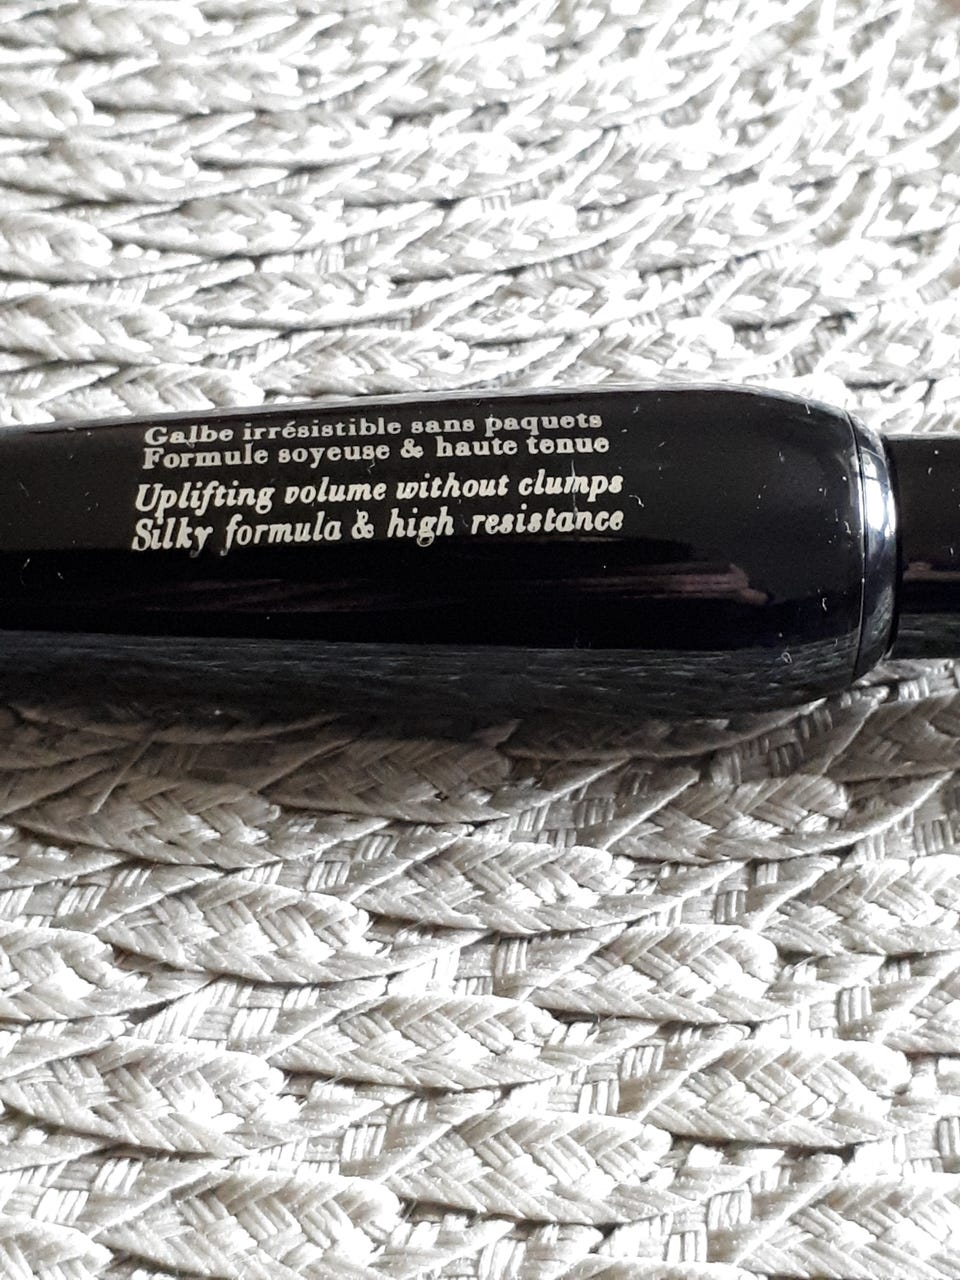 Galbe irrésistible sans paquets
Formule soyeuse & haute tenue
Uplifting volume without clumps
Silky formula & high resistance